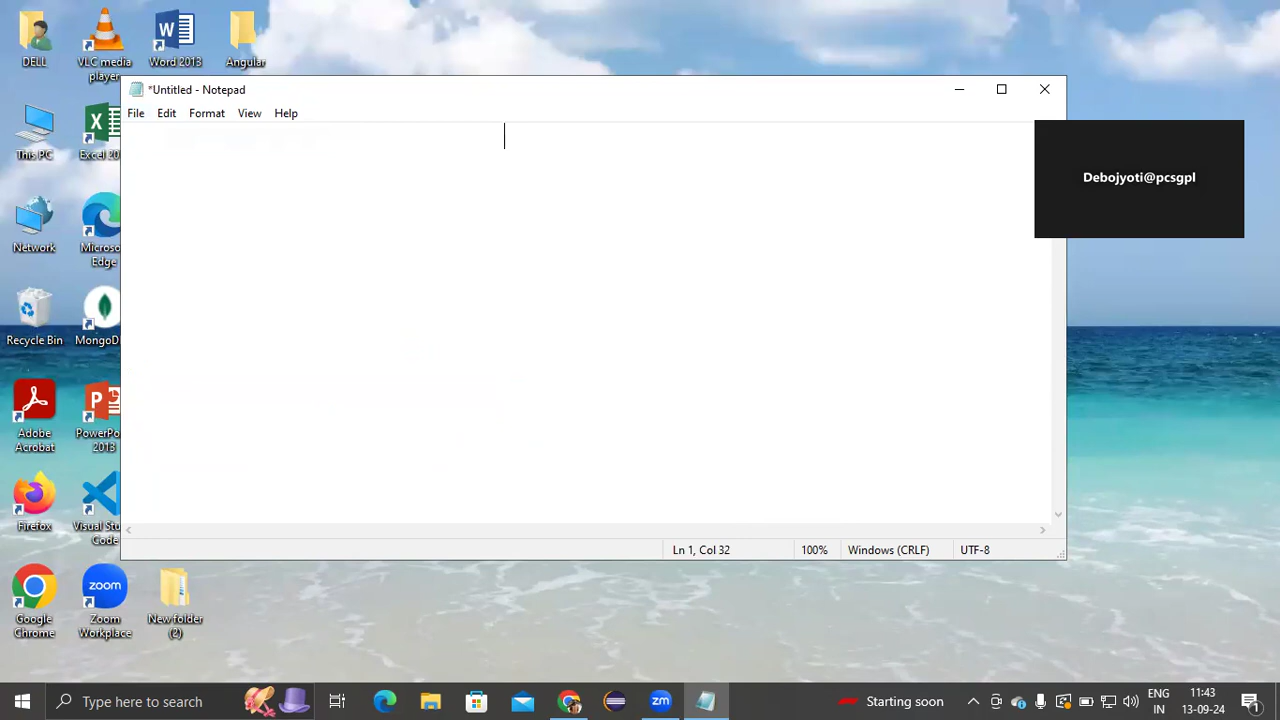 DELL
VLC media
player
Word 2013
Angular
*Untitled - Notepad
File Edit Format View Help
This PC
Excel 20
Debojyoti@pcsgpl
Network
Microso
Edge
Recycle Bin
MongoD
Adobe
Acrobat
PowerPo
2013
Firefox
Visual Stu
Code
Ln 1, Col 32
100%
Windows (CRLF)
UTF-8
Google
Chrome
zoom
Zoom
Workplace
New folder
(2)
Type here to search
zm
Starting soon
ENG
IN
11:43
13-09-24
1